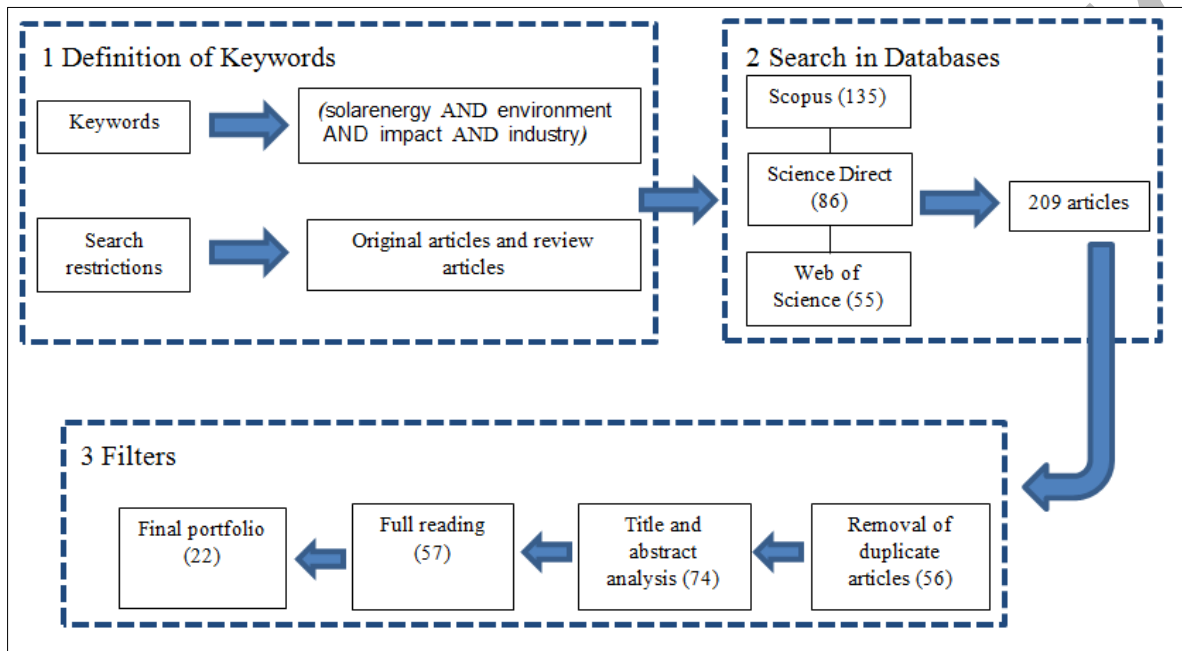 1 Definition of Keywords
Keywords
(solarenergy AND environment
AND impact AND industry)
Search
restrictions
Original articles and review
articles
2 Search in Databases
Scopus (135)
Science Direct
(86)
Web of
Science (55)
209 articles
3 Filters
Final portfolio
(22)
Full reading
(57)
Title and
abstract
analysis (74)
Removal of
duplicate
articles (56)